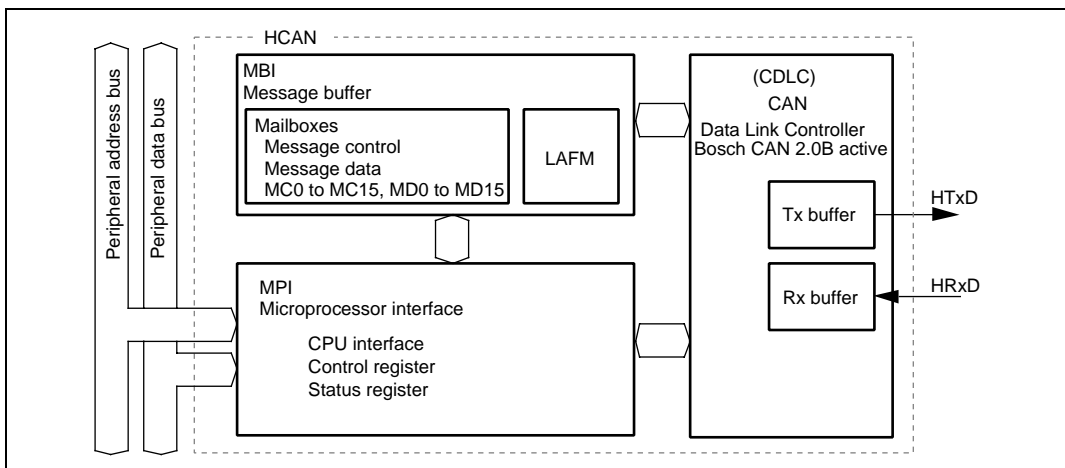 HCAN
Peripheral address bus
Peripheral data bus
MBI
Message buffer
Mailboxes
Message control
Message data
MC0 to MC15, MD0 to MD15
LAFM
(CDLC)
CAN
Data Link Controller
Bosch CAN 2.0B active
Tx buffer
HTxD
Rx buffer
HRxD
MPI
Microprocessor interface
CPU interface
Control register
Status register